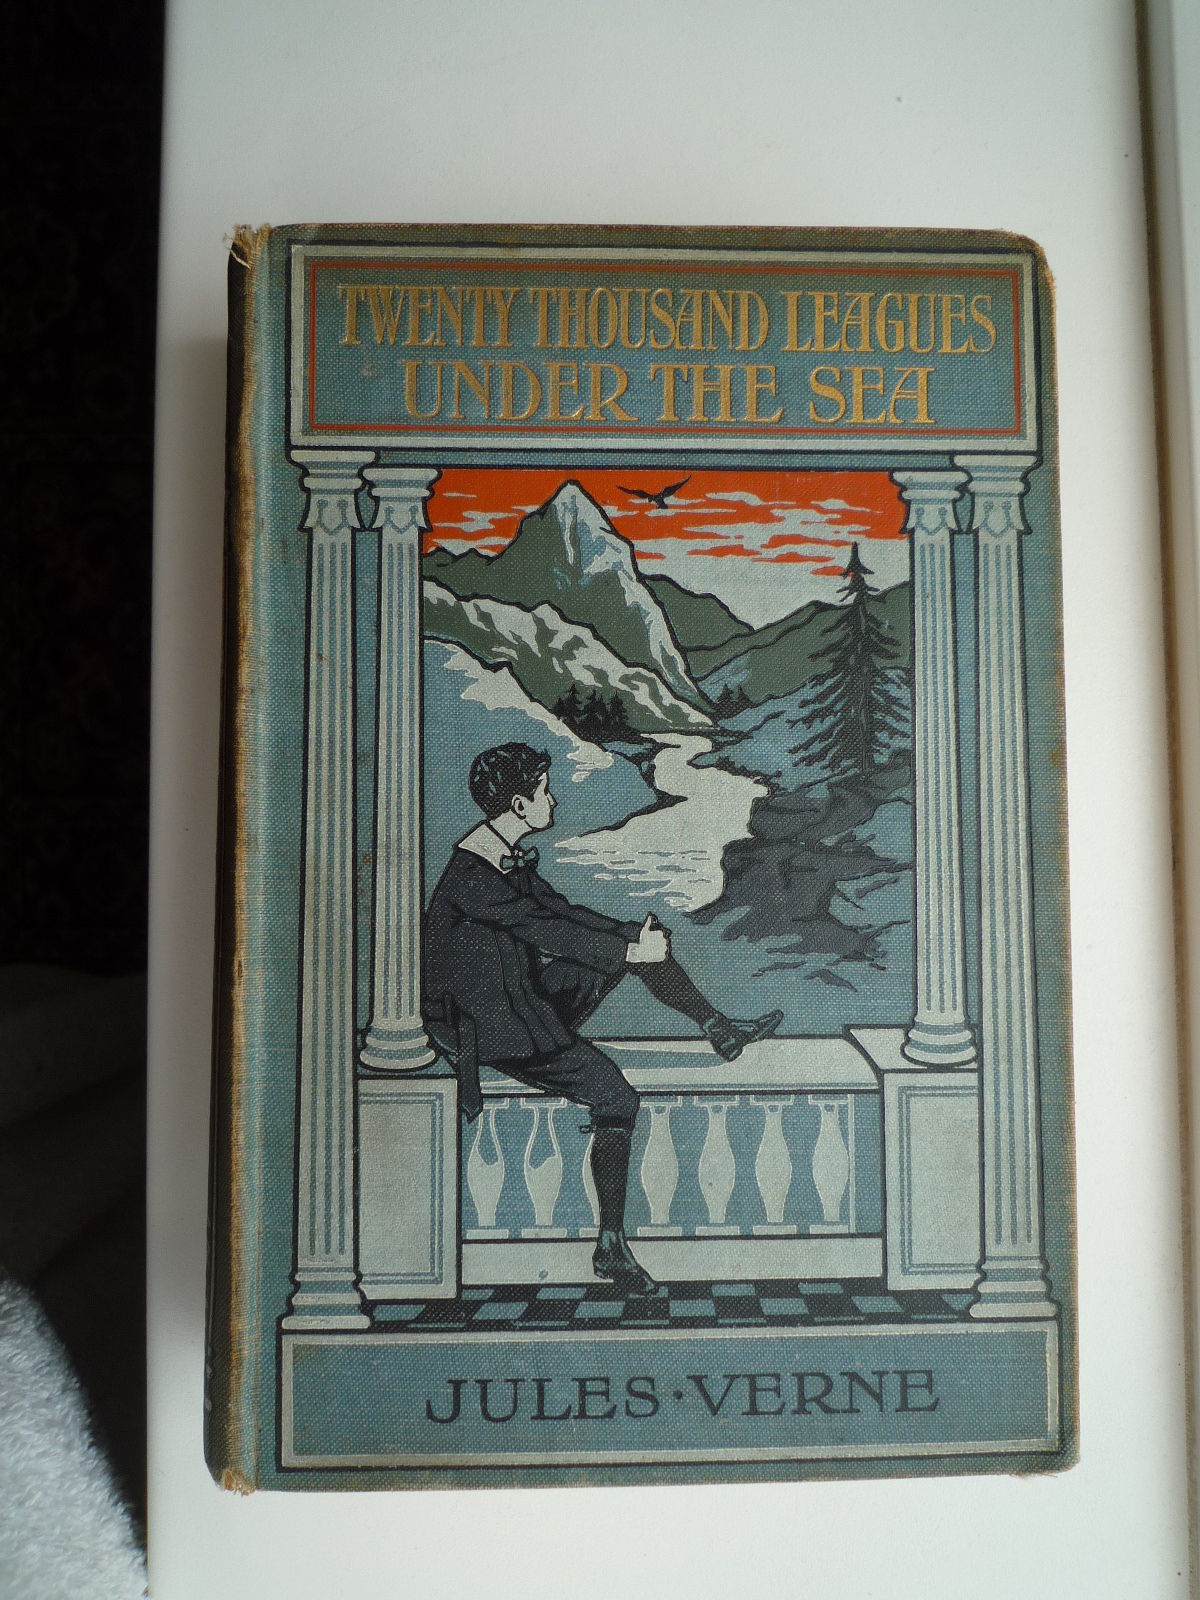 TWENTY THOUSAND LEAGUES
UNDER THE SEA
JULES · VERNE